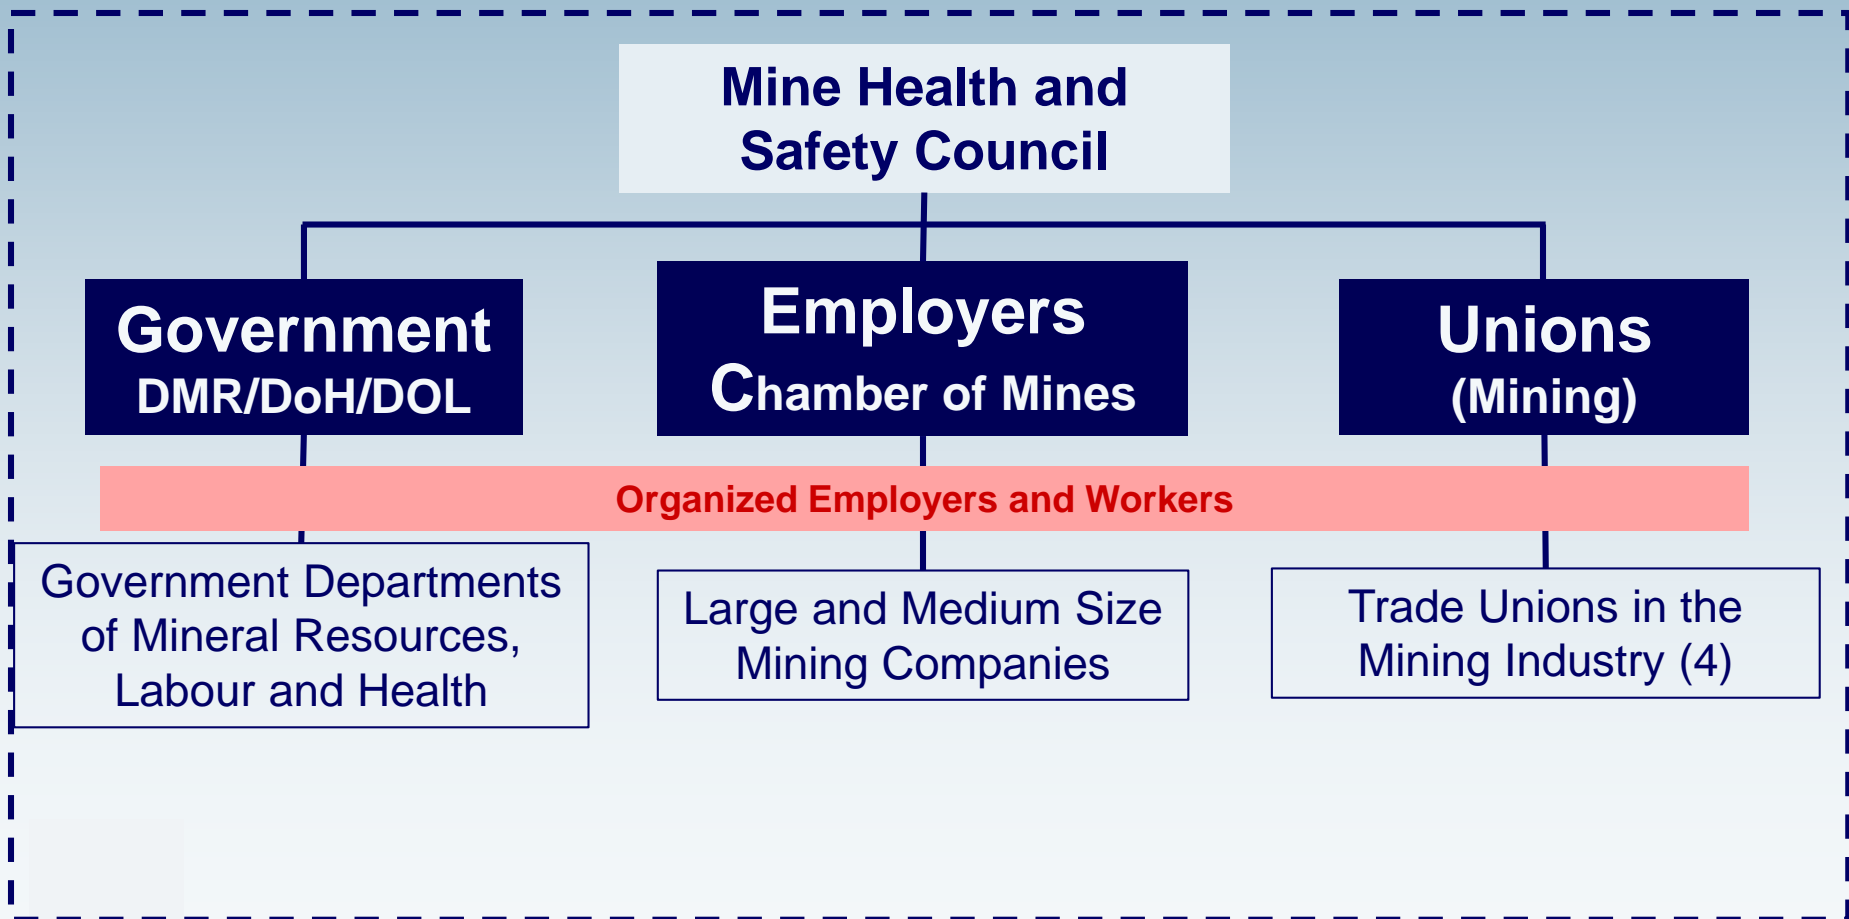 Mine Health and
Safety Council
Government
DMR/DoH/DOL
Employers
Chamber of Mines
Unions
(Mining)
Organized Employers and Workers
Government Departments
of Mineral Resources,
Labour and Health
Large and Medium Size
Mining Companies
Trade Unions in the
Mining Industry (4)